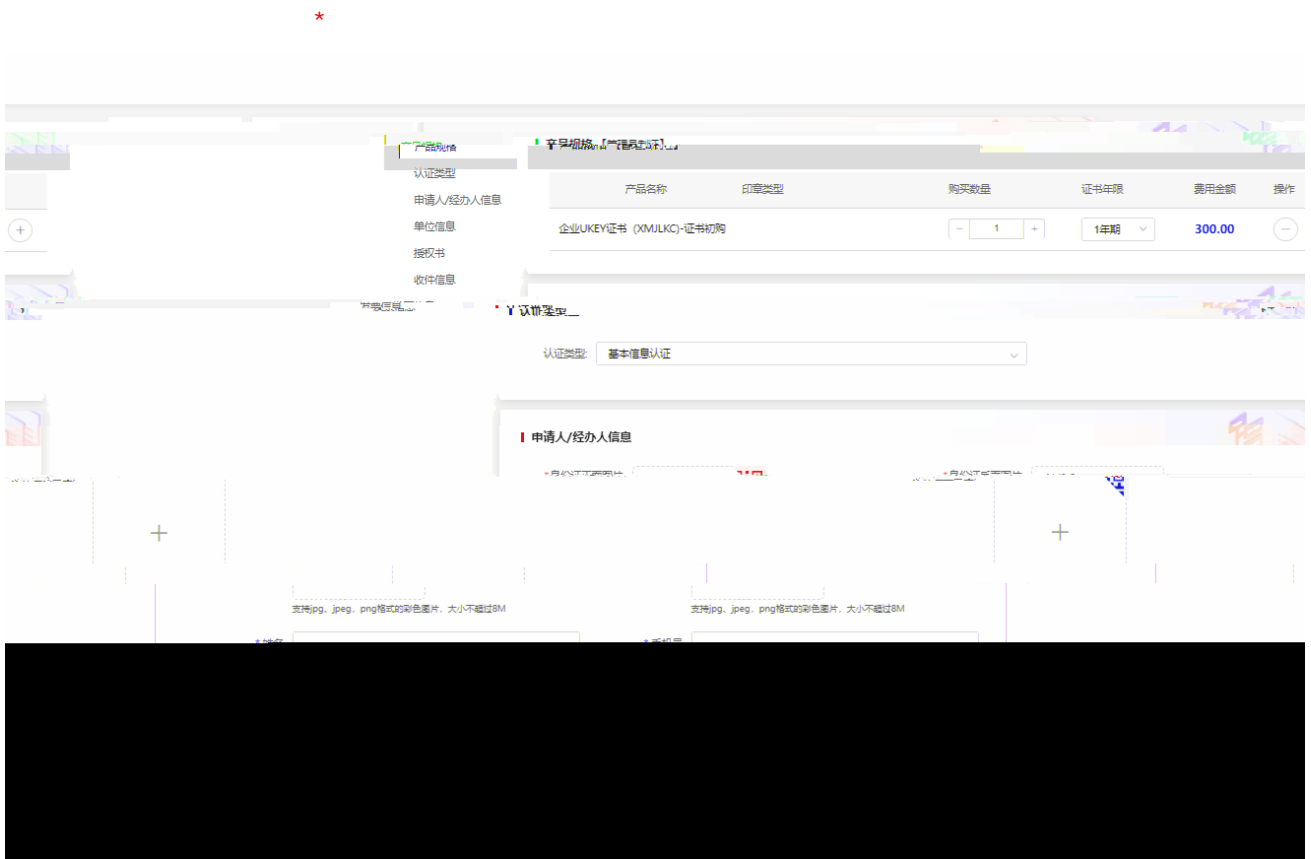 *
产品规格
认证类型
申请人/经办人信息
单位信息
授权书
收件信息
产品名称 印章类型 购买数量 证书年限 费用金额 操作
企业UKEY证书（XMJLKC)-证书初购 － 1 + 1年期 300.00
认证类型: 基本信息认证
申请人/经办人信息
支持jpg、jpeg、png格式的彩色图片，大小不超过8M 支持jpg、jpeg、png格式的彩色图片，大小不超过8M